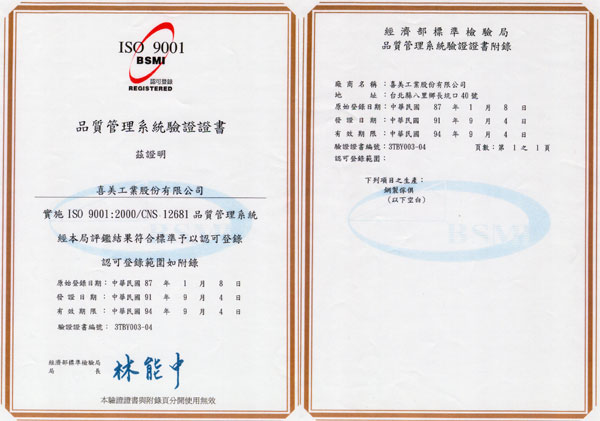 ISO 9001
BSMI
認可登錄
REGISTERED
品質管理系統驗證證書
茲證明
喜美工業股份有限公司
實施 ISO 9001:2000/CNS 12681 品質管理系統
經本局評鑑結果符合標準予以認可登錄
認可登錄範圍如附錄
原始登錄日期：中華民國 87 年 1 月 8 日
發證日期：中華民國 91 年 9 月 4 日
有效期限：中華民國 94 年 9 月 4 日
驗證證書編號： 3TBY003-04
經濟部標準檢驗局
局長 林能中
本驗證證書與附錄頁分開使用無效
經濟部標準檢驗局
品質管理系統驗證證書附錄
廠商名稱：喜美工業股份有限公司
地址：台北縣八里鄉長坑口 40 號
原始登錄日期：中華民國 87 年 1 月 8 日
發證日期：中華民國 91 年 9 月 4 日
有效期限：中華民國 94 年 9 月 4 日
驗證證書編號：3TBY003-04 頁數：第 1 之 1 頁
認可登錄範圍：
下列項目之生產：
鋼製傢俱
(以下空白)
BSMI